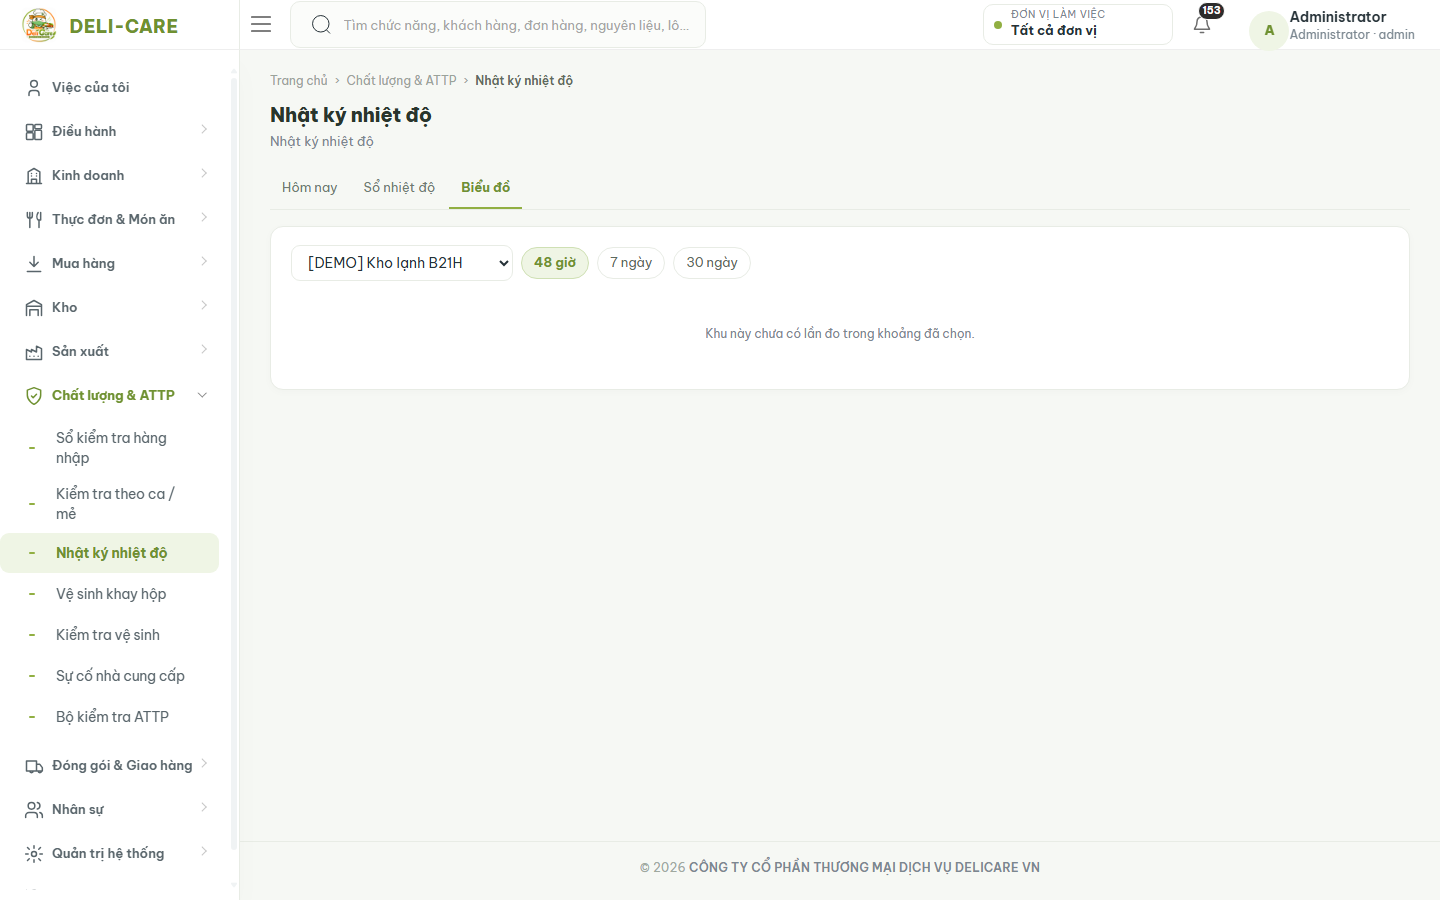 DELI-CARE
Tìm chức năng, khách hàng, đơn hàng, nguyên liệu, lô...
ĐƠN VỊ LÀM VIỆC
Tất cả đơn vị
153
A
Administrator
Administrator · admin
Việc của tôi
Điều hành
Kinh doanh
Thực đơn & Món ăn
Mua hàng
Kho
Sản xuất
Chất lượng & ATTP
Sổ kiểm tra hàng
nhập
Kiểm tra theo ca /
mẻ
Nhật ký nhiệt độ
Vệ sinh khay hộp
Kiểm tra vệ sinh
Sự cố nhà cung cấp
Bộ kiểm tra ATTP
Đóng gói & Giao hàng
Nhân sự
Quản trị hệ thống
Trang chủ > Chất lượng & ATTP > Nhật ký nhiệt độ
Nhật ký nhiệt độ
Nhật ký nhiệt độ
Hôm nay Sổ nhiệt độ Biểu đồ
[DEMO] Kho lạnh B21H 48 giờ 7 ngày 30 ngày
Khu này chưa có lần đo trong khoảng đã chọn.
© 2026 CÔNG TY CỔ PHẦN THƯƠNG MẠI DỊCH VỤ DELICARE VN